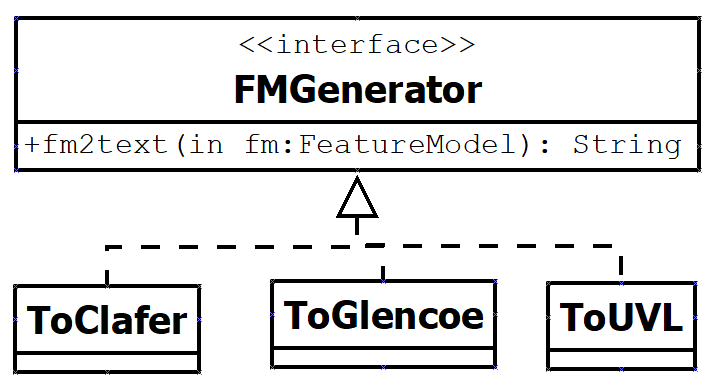 <<interface>>
FMGenerator
+fm2text(in fm:FeatureModel): String
ToClafer
ToGlencoe
ToUVL